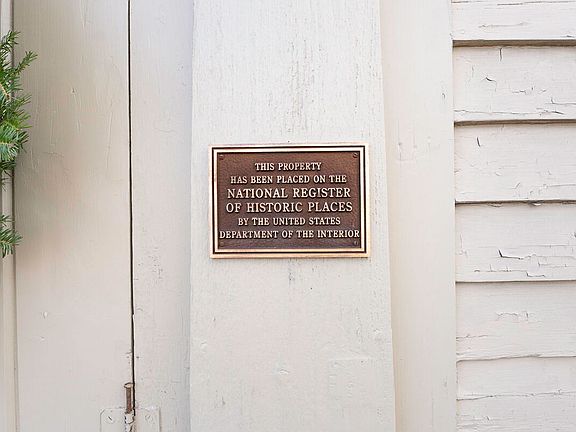 THIS PROPERTY
HAS BEEN PLACED ON THE
NATIONAL REGISTER
OF HISTORIC PLACES
BY THE UNITED STATES
DEPARTMENT OF THE INTERIOR